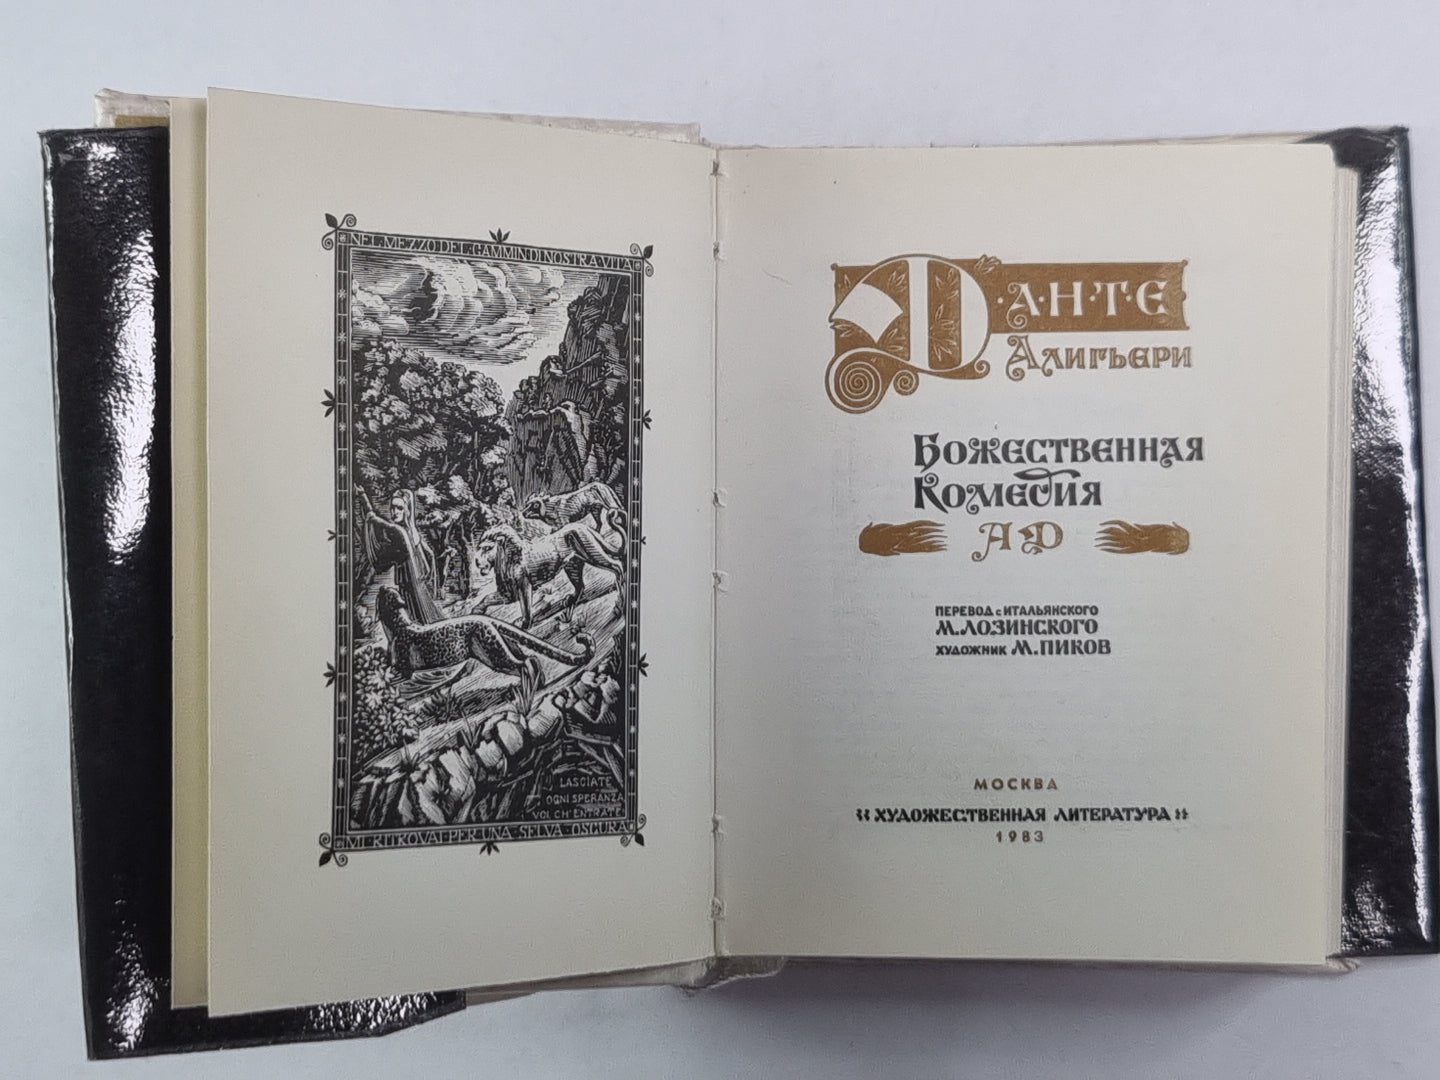 NEL·MEZZO DEL·CAMMIN DI NOSTRA·VITA
LASCIATE
OGNI SPERANZA
VOI CH'ENTRATE
MI·RITROVAI PER UNA·SELVA·OSCURA
Д·А·Н·Т·Е
Алигьери
Божественная
Комедия
АД
ПЕРЕВОД с ИТАЛЬЯНСКОГО
М.ЛОЗИНСКОГО
ХУДОЖНИК М.ПИКОВ
МОСКВА
«ХУДОЖЕСТВЕННАЯ ЛИТЕРАТУРА»
1983